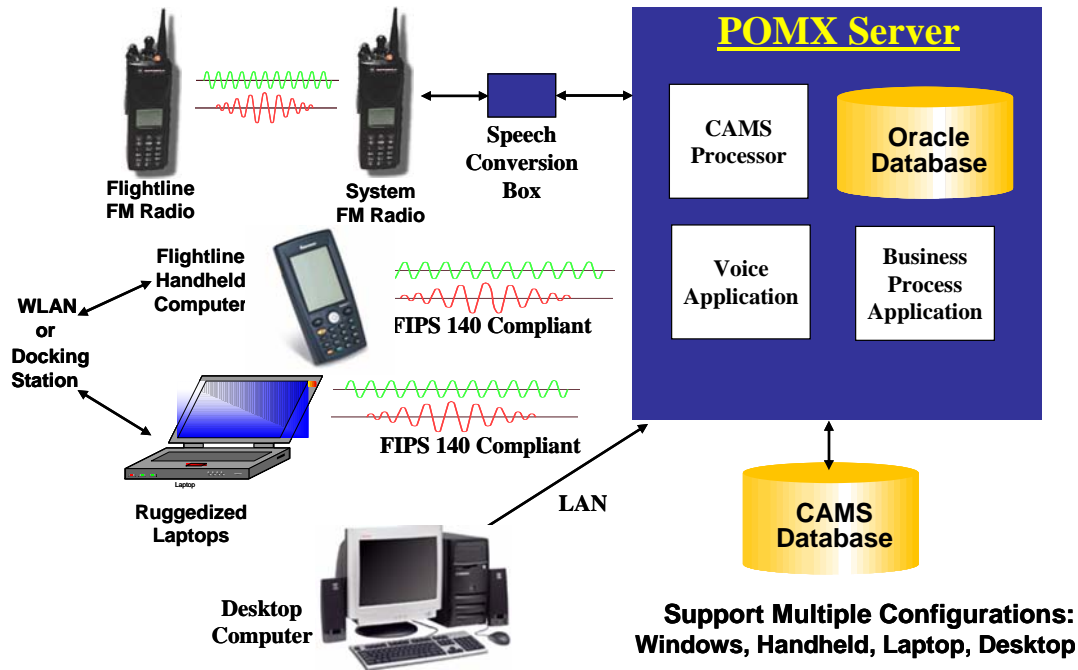 POMX Server
CAMS
Processor
Oracle
Database
Voice
Application
Business
Process
Application
Speech
Conversion
Box
Flightline
FM Radio
System
FM Radio
Flightline
Handheld
Computer
WLAN
or
Docking
Station
FIPS 140 Compliant
FIPS 140 Compliant
Laptop
Ruggedized
Laptops
LAN
CAMS
Database
Desktop
Computer
Support Multiple Configurations:
Windows, Handheld, Laptop, Desktop